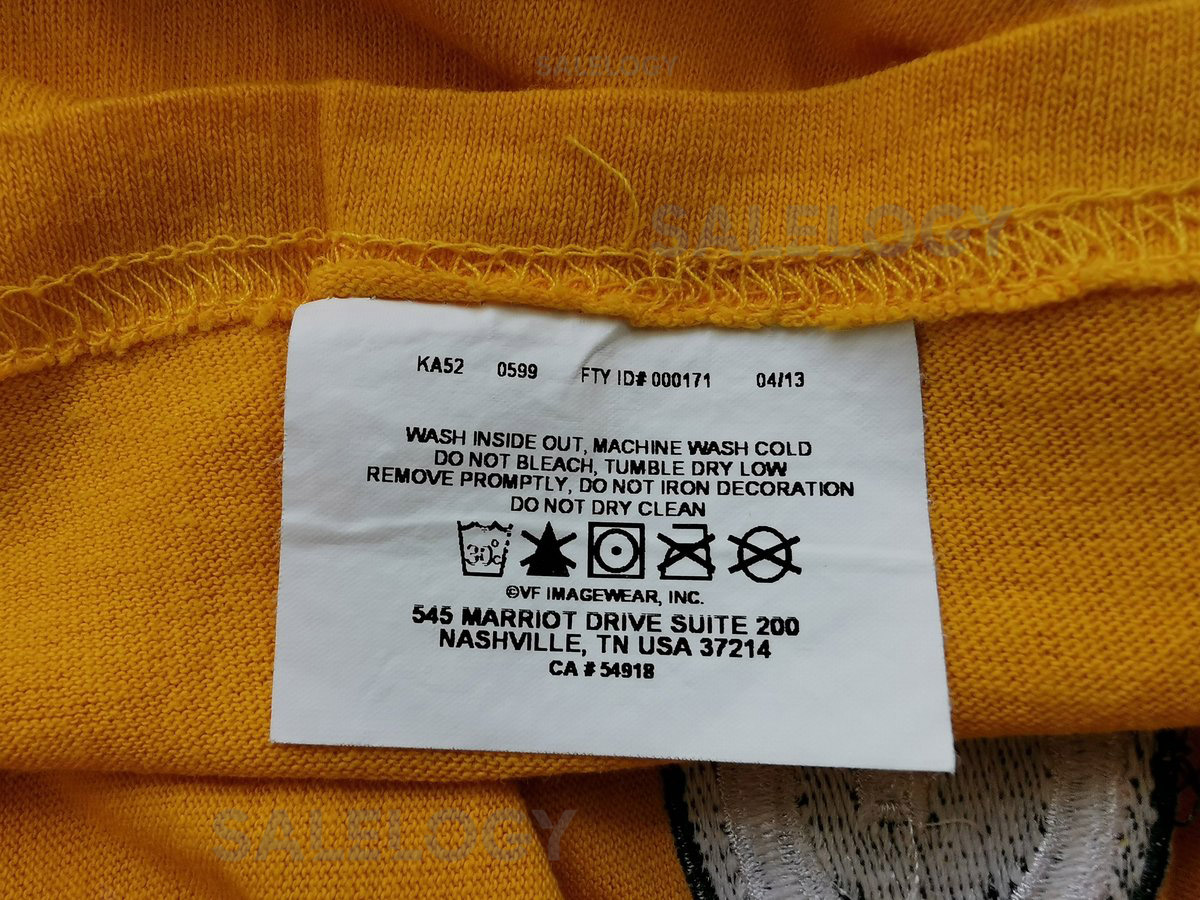 SALELOGY
SALELOGY
KA52 0599 FTY ID# 000171 04/13
WASH INSIDE OUT, MACHINE WASH COLD
DO NOT BLEACH, TUMBLE DRY LOW
REMOVE PROMPTLY, DO NOT IRON DECORATION
DO NOT DRY CLEAN
30°C
©VF IMAGEWEAR, INC.
545 MARRIOT DRIVE SUITE 200
NASHVILLE, TN USA 37214
CA # 54918
SALELOGY